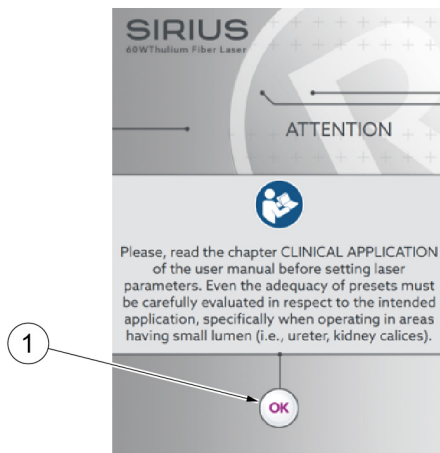 SIRIUS
60WThulium Fiber Laser
ATTENTION
Please, read the chapter CLINICAL APPLICATION
of the user manual before setting laser
parameters. Even the adequacy of presets must
be carefully evaluated in respect to the intended
application, specifically when operating in areas
having small lumen (i.e., ureter, kidney calices).
1
OK